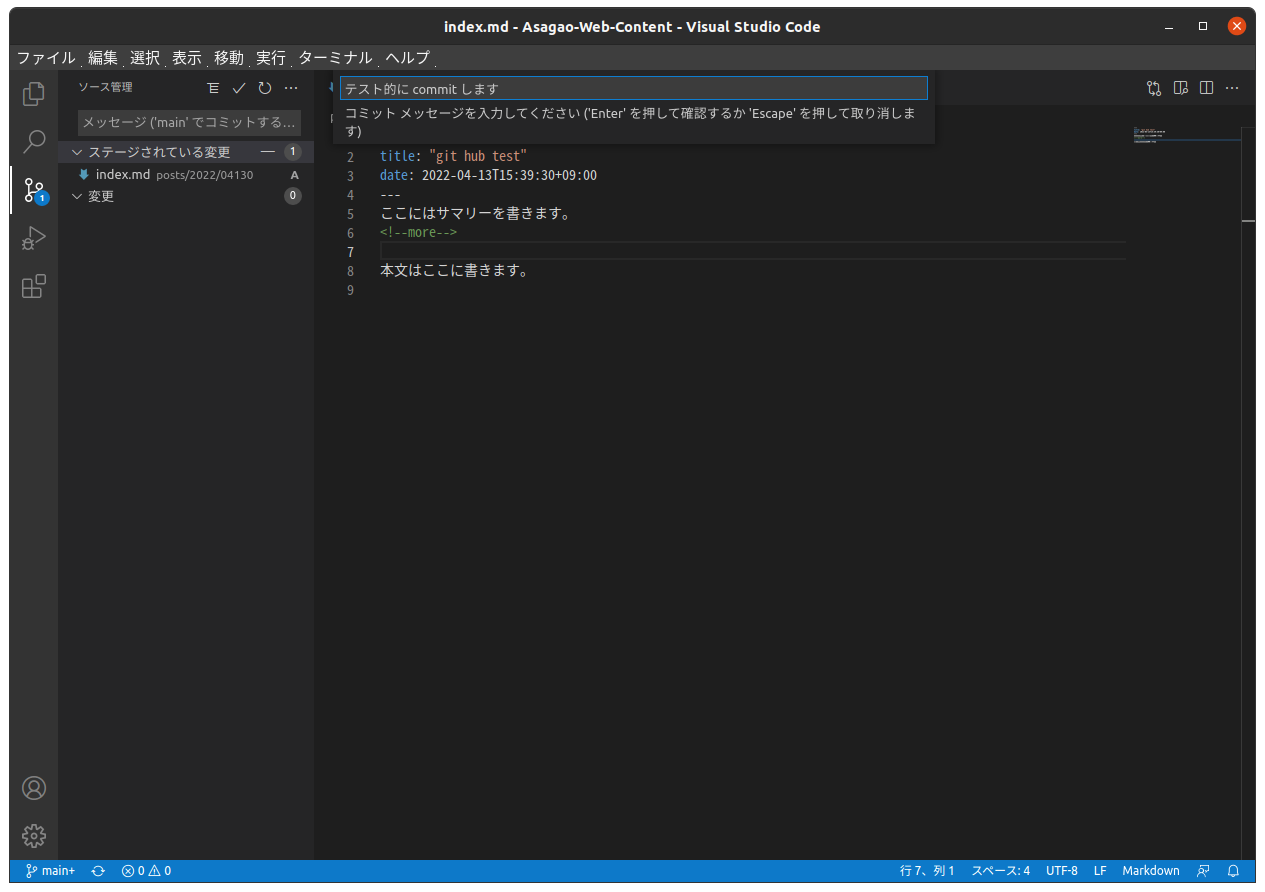 index.md - Asagao-Web-Content - Visual Studio Code
ファイル 編集 選択 表示 移動 実行 ターミナル ヘルプ
ソース管理
メッセージ ('main' でコミットする...
ステージされている変更 1
index.md posts/2022/04130 A
変更 0
1
テスト的に commit します
コミット メッセージを入力してください ('Enter' を押して確認するか 'Escape' を押して取り消します)
2 title: "git hub test"
3 date: 2022-04-13T15:39:30+09:00
4 ---
5 ここにはサマリーを書きます。
6 <!--more-->
7
8 本文はここに書きます。
9
main+ 0 0 行 7、列 1 スペース: 4 UTF-8 LF Markdown